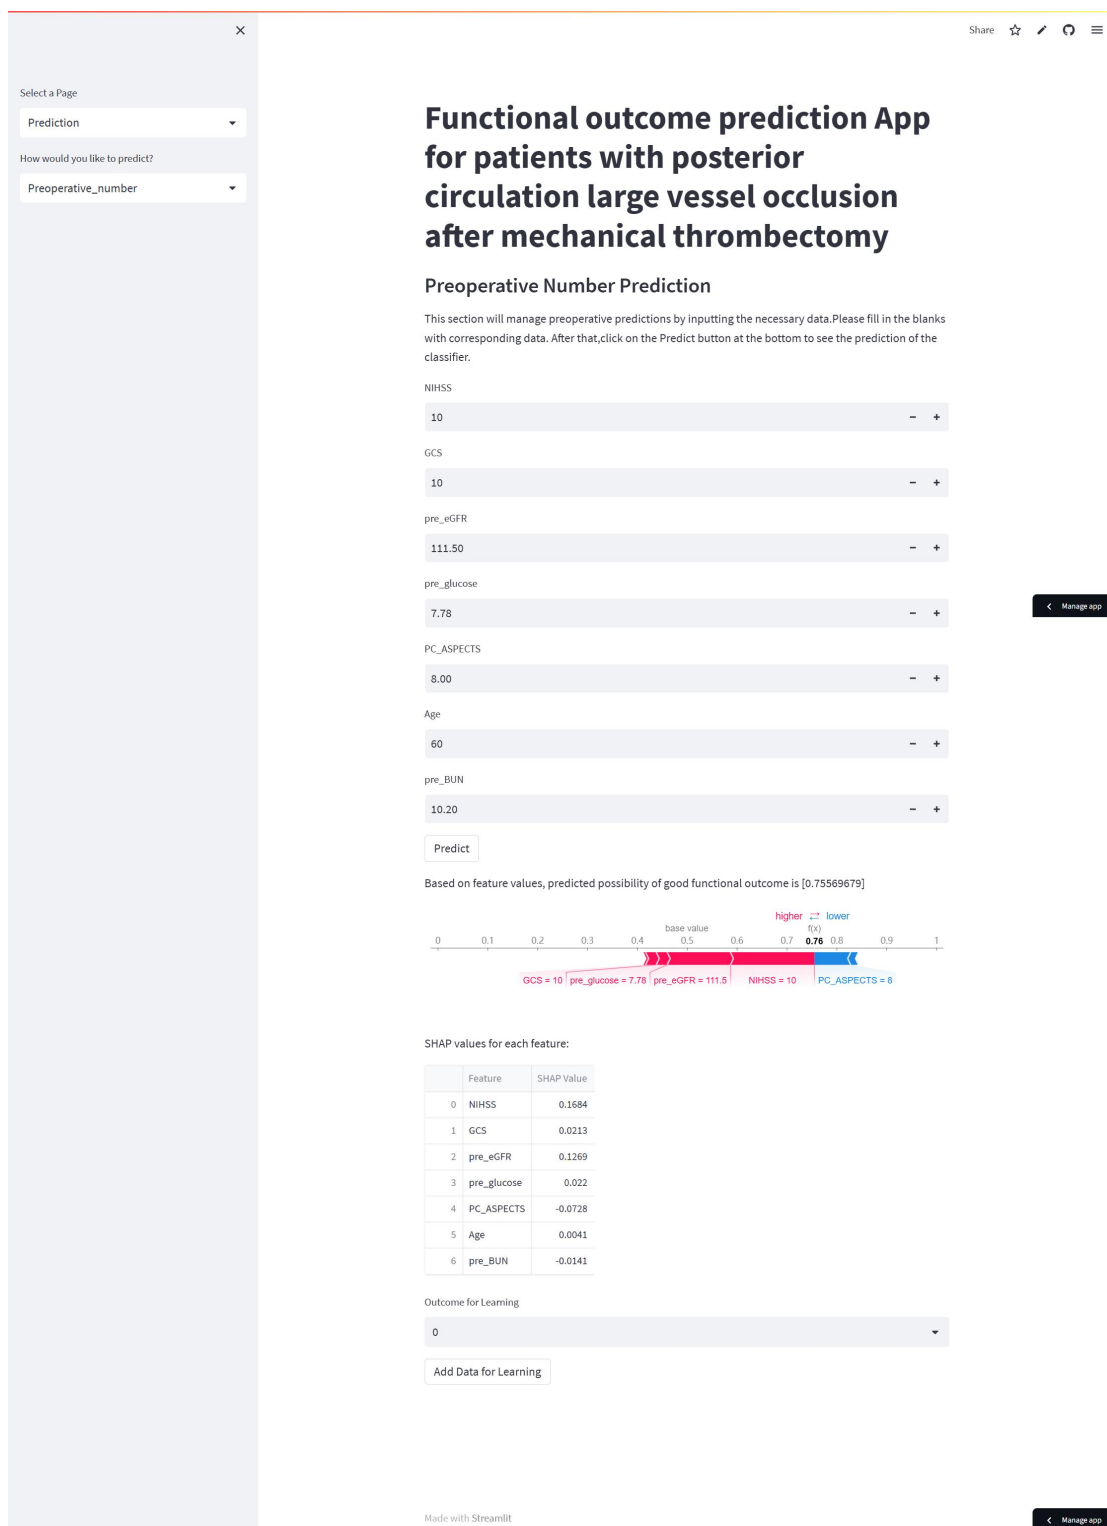 Share
Select a Page
Prediction
How would you like to predict?
Preoperative_number
Functional outcome prediction App
for patients with posterior
circulation large vessel occlusion
after mechanical thrombectomy
Preoperative Number Prediction
This section will manage preoperative predictions by inputting the necessary data.Please fill in the blanks
with corresponding data. After that,click on the Predict button at the bottom to see the prediction of the
classifier.
NIHSS
10
GCS
10
pre_eGFR
111.50
pre_glucose
7.78
Manage app
PC_ASPECTS
8.00
Age
60
pre_BUN
10.20
Predict
Based on feature values, predicted possibility of good functional outcome is [0.75569679]
higher ⇄ lower
base value f(x)
0 0.1 0.2 0.3 0.4 0.5 0.6 0.7 0.76 0.8 0.9 1
GCS = 10 pre_glucose = 7.78 pre_eGFR = 111.5 NIHSS = 10 PC_ASPECTS = 8
SHAP values for each feature:
Feature SHAP Value
0 NIHSS 0.1684
1 GCS 0.0213
2 pre_eGFR 0.1269
3 pre_glucose 0.022
4 PC_ASPECTS -0.0728
5 Age 0.0041
6 pre_BUN -0.0141
Outcome for Learning
0
Add Data for Learning
Made with Streamlit
Manage app